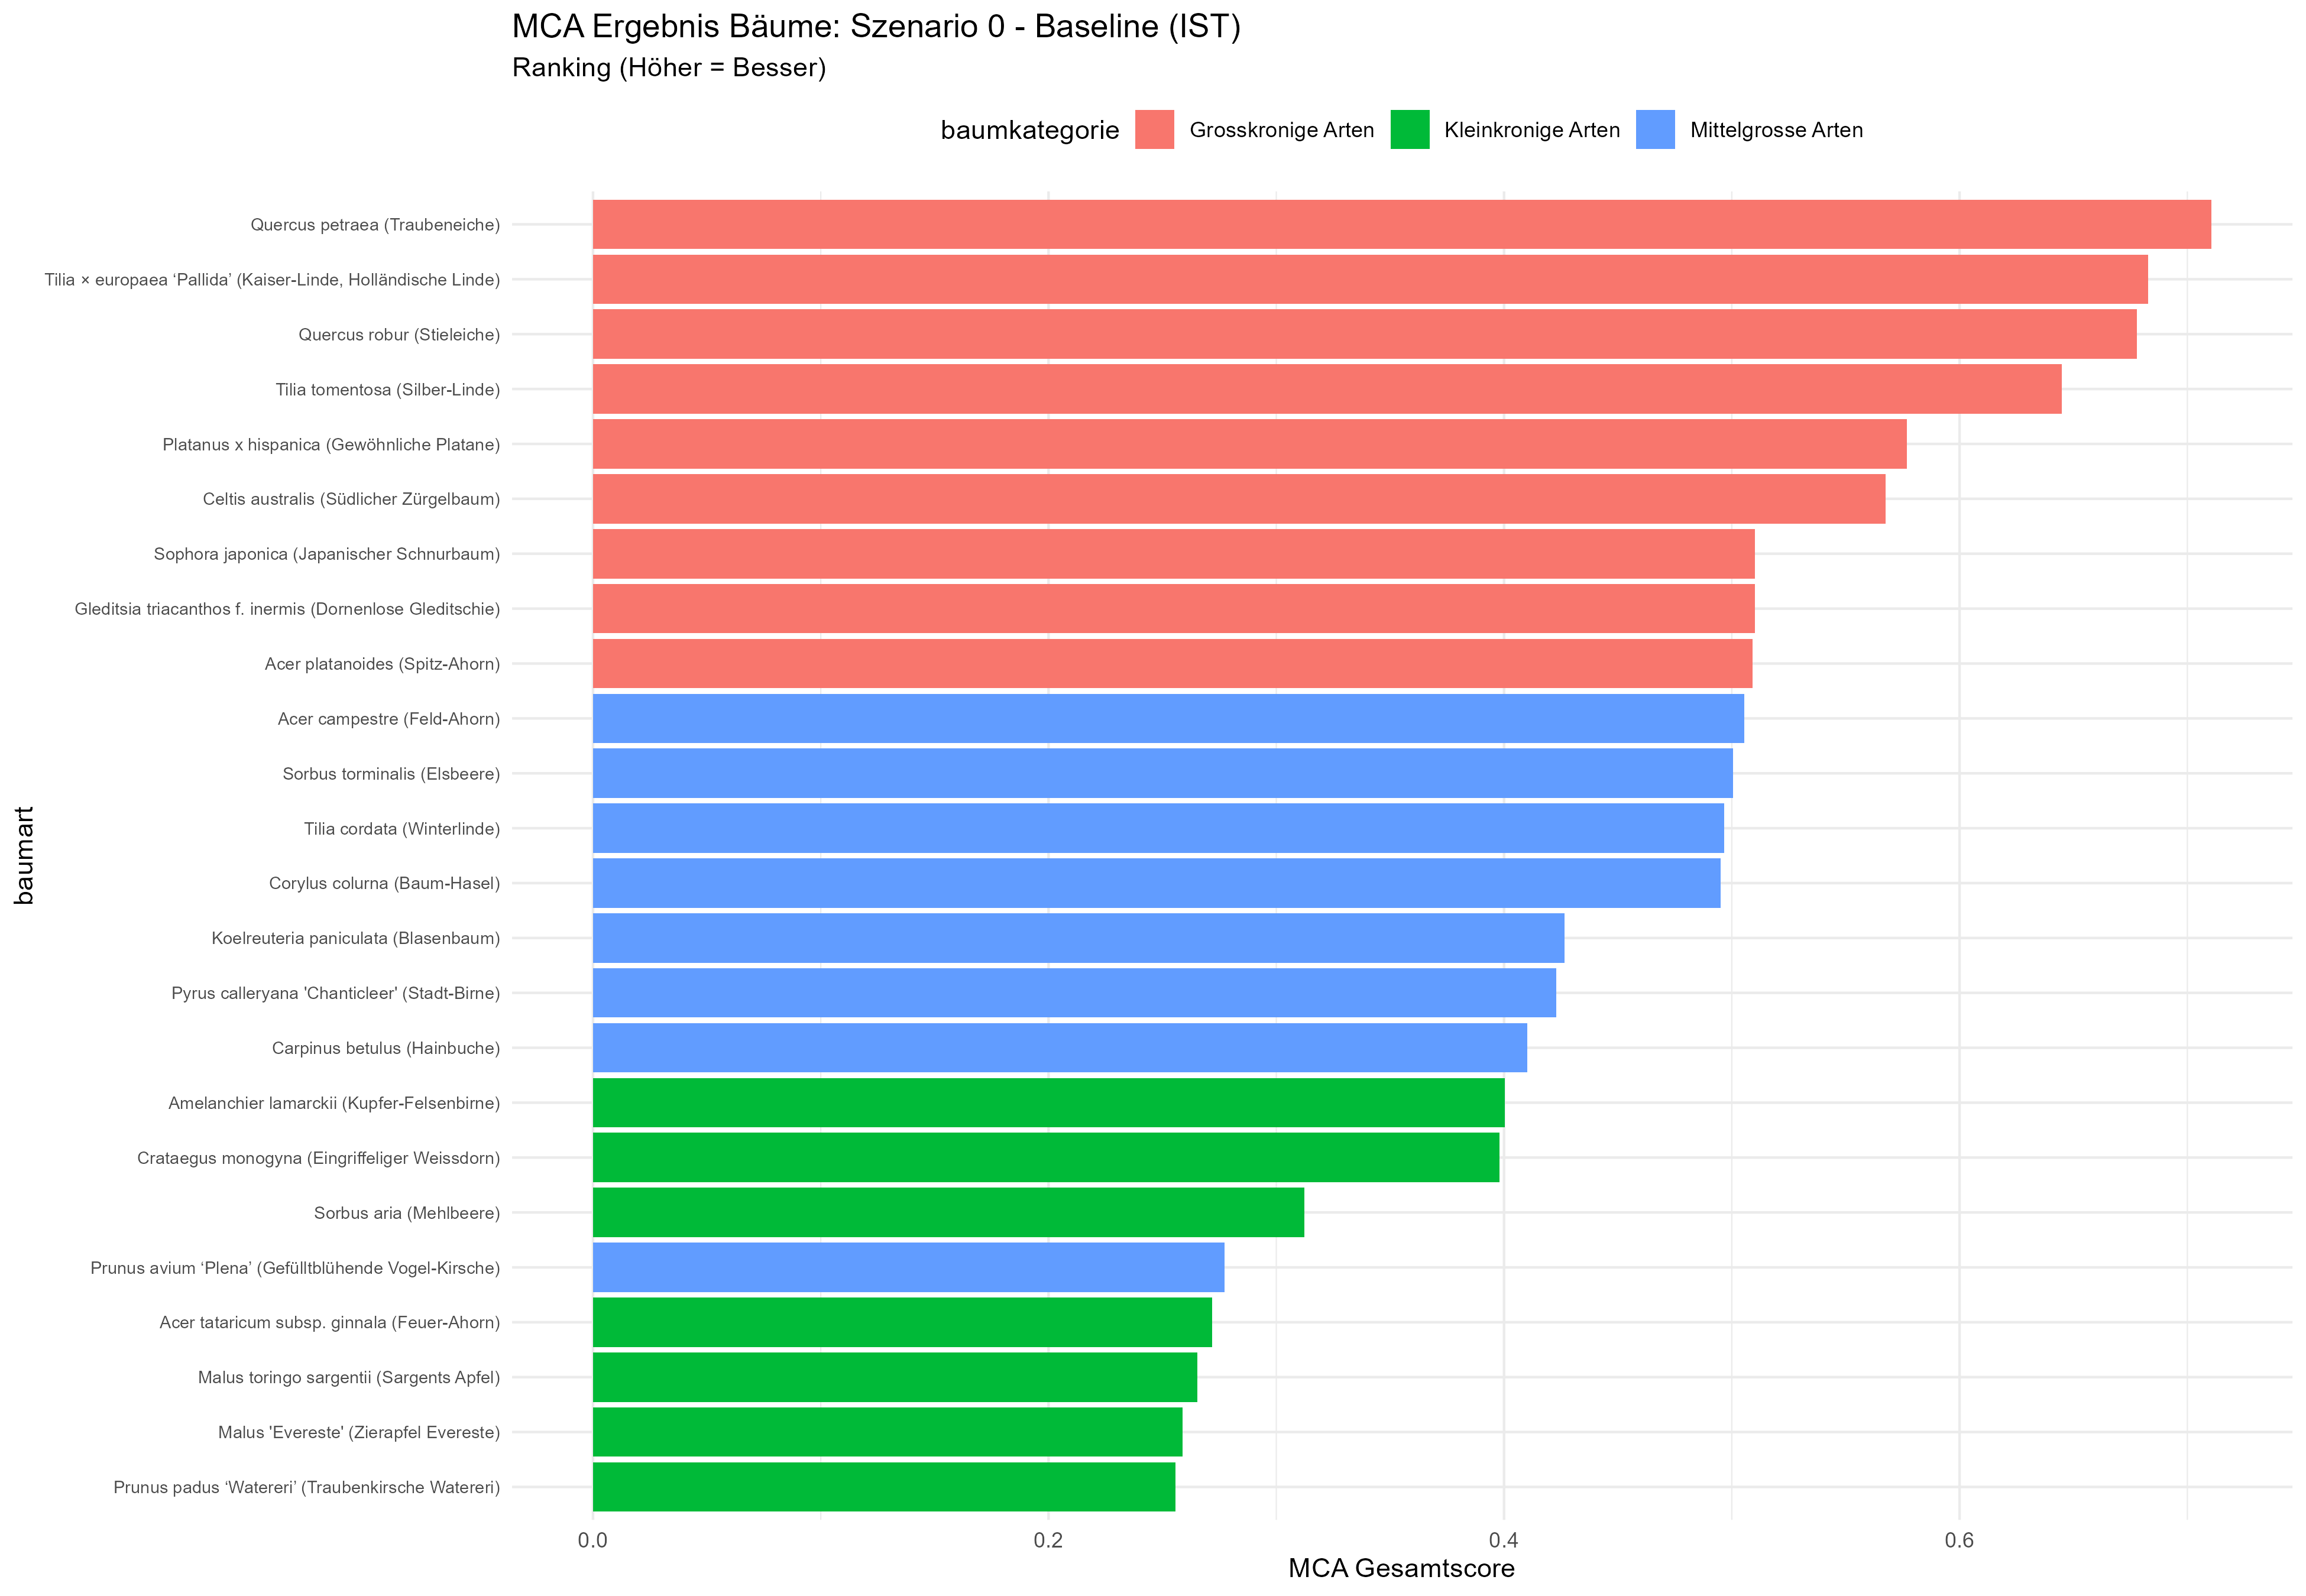 MCA Ergebnis Bäume: Szenario 0 - Baseline (IST)
Ranking (Höher = Besser)
baumkategorie Grosskronige Arten Kleinkronige Arten Mittelgrosse Arten
Quercus petraea (Traubeneiche)
Tilia × europaea ‘Pallida’ (Kaiser-Linde, Holländische Linde)
Quercus robur (Stieleiche)
Tilia tomentosa (Silber-Linde)
Platanus x hispanica (Gewöhnliche Platane)
Celtis australis (Südlicher Zürgelbaum)
Sophora japonica (Japanischer Schnurbaum)
Gleditsia triacanthos f. inermis (Dornenlose Gleditschie)
Acer platanoides (Spitz-Ahorn)
Acer campestre (Feld-Ahorn)
Sorbus torminalis (Elsbeere)
Tilia cordata (Winterlinde)
Corylus colurna (Baum-Hasel)
Koelreuteria paniculata (Blasenbaum)
Pyrus calleryana 'Chanticleer' (Stadt-Birne)
Carpinus betulus (Hainbuche)
Amelanchier lamarckii (Kupfer-Felsenbirne)
Crataegus monogyna (Eingriffeliger Weissdorn)
Sorbus aria (Mehlbeere)
Prunus avium ‘Plena’ (Gefülltblühende Vogel-Kirsche)
Acer tataricum subsp. ginnala (Feuer-Ahorn)
Malus toringo sargentii (Sargents Apfel)
Malus 'Evereste' (Zierapfel Evereste)
Prunus padus ‘Watereri’ (Traubenkirsche Watereri)
baumart
0.0 0.2 0.4 0.6
MCA Gesamtscore